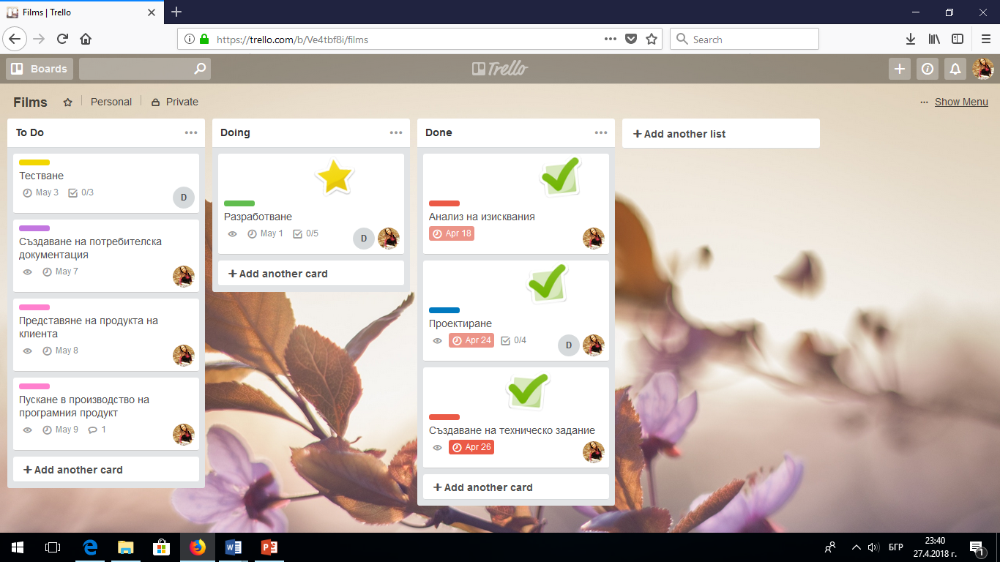 Films | Trello
https://trello.com/b/Ve4tbf8i/films
Search
Boards
Trello
Films
Personal
Private
Show Menu
To Do
Тестване
May 3
0/3
D
Създаване на потребителска
документация
May 7
Представяне на продукта на
клиента
May 8
Пускане в производство на
програмния продукт
May 9
1
Add another card
Doing
Разработване
May 1
0/5
D
Add another card
Done
Анализ на изисквания
Apr 18
Проектиране
Apr 24
0/4
D
Създаване на техническо задание
Apr 26
Add another card
Add another list
БГР
23:40
27.4.2018 г.
1